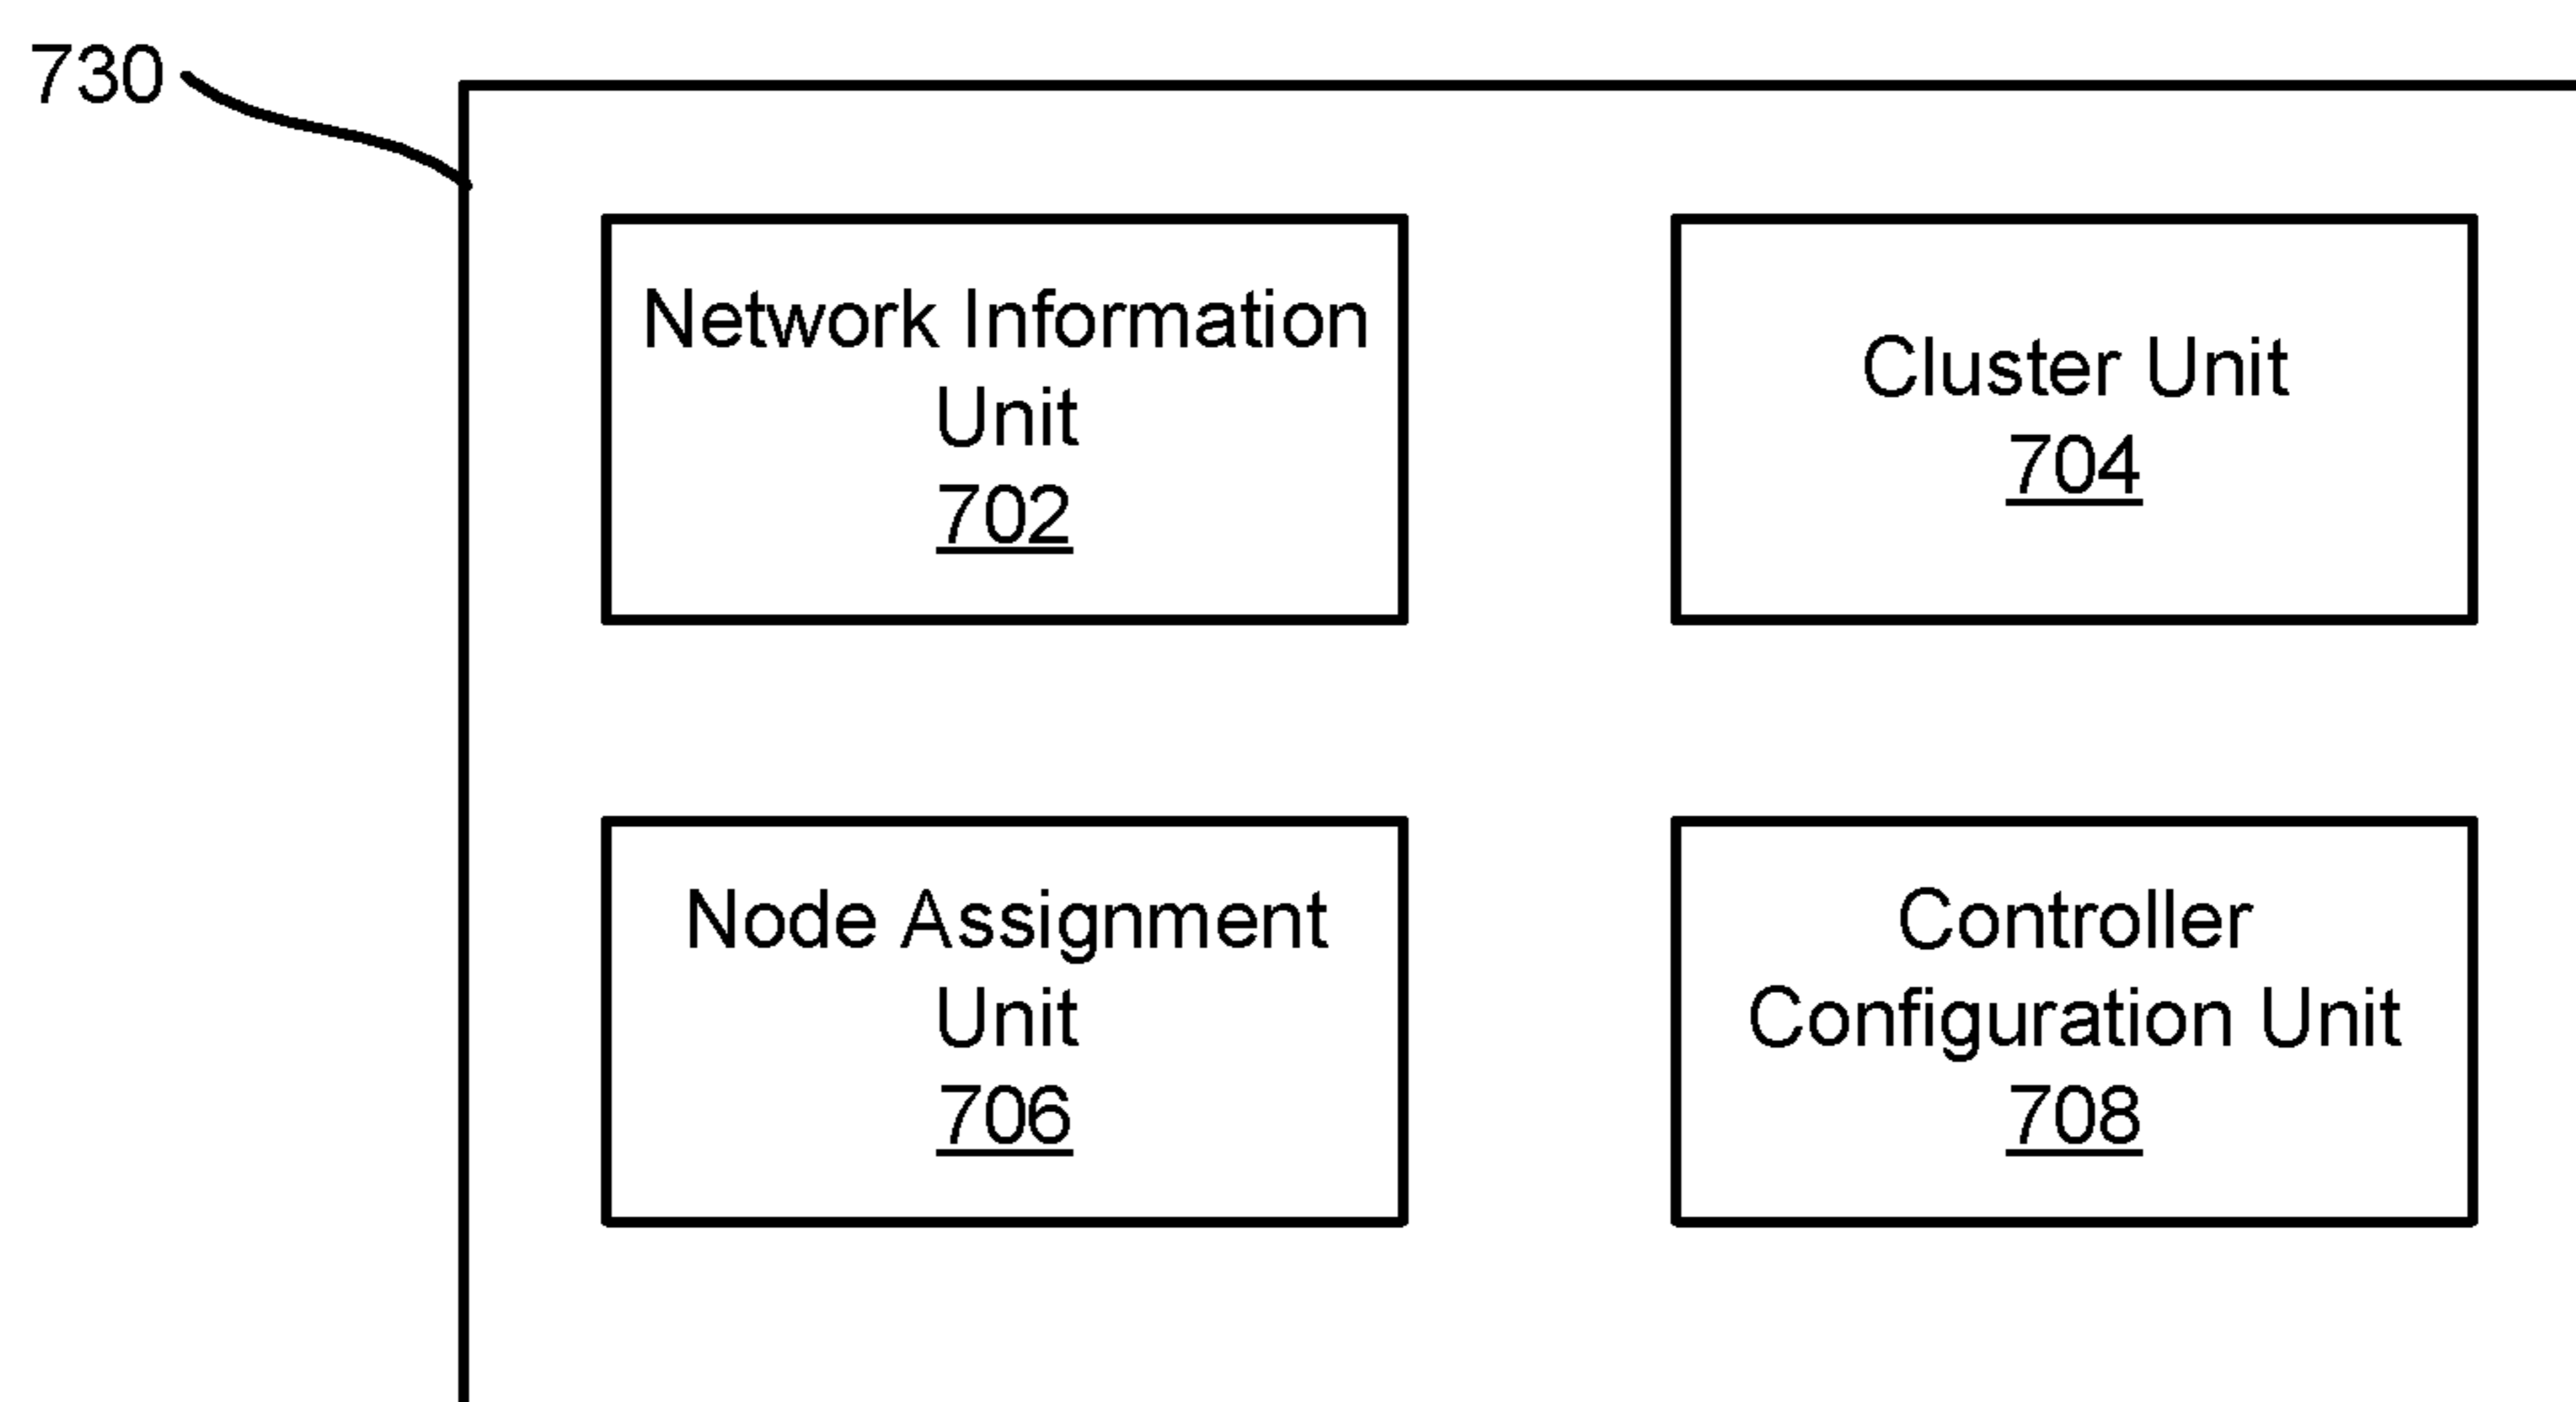 730
Network Information
Unit
702
Cluster Unit
704
Node Assignment
Unit
706
Controller
Configuration Unit
708